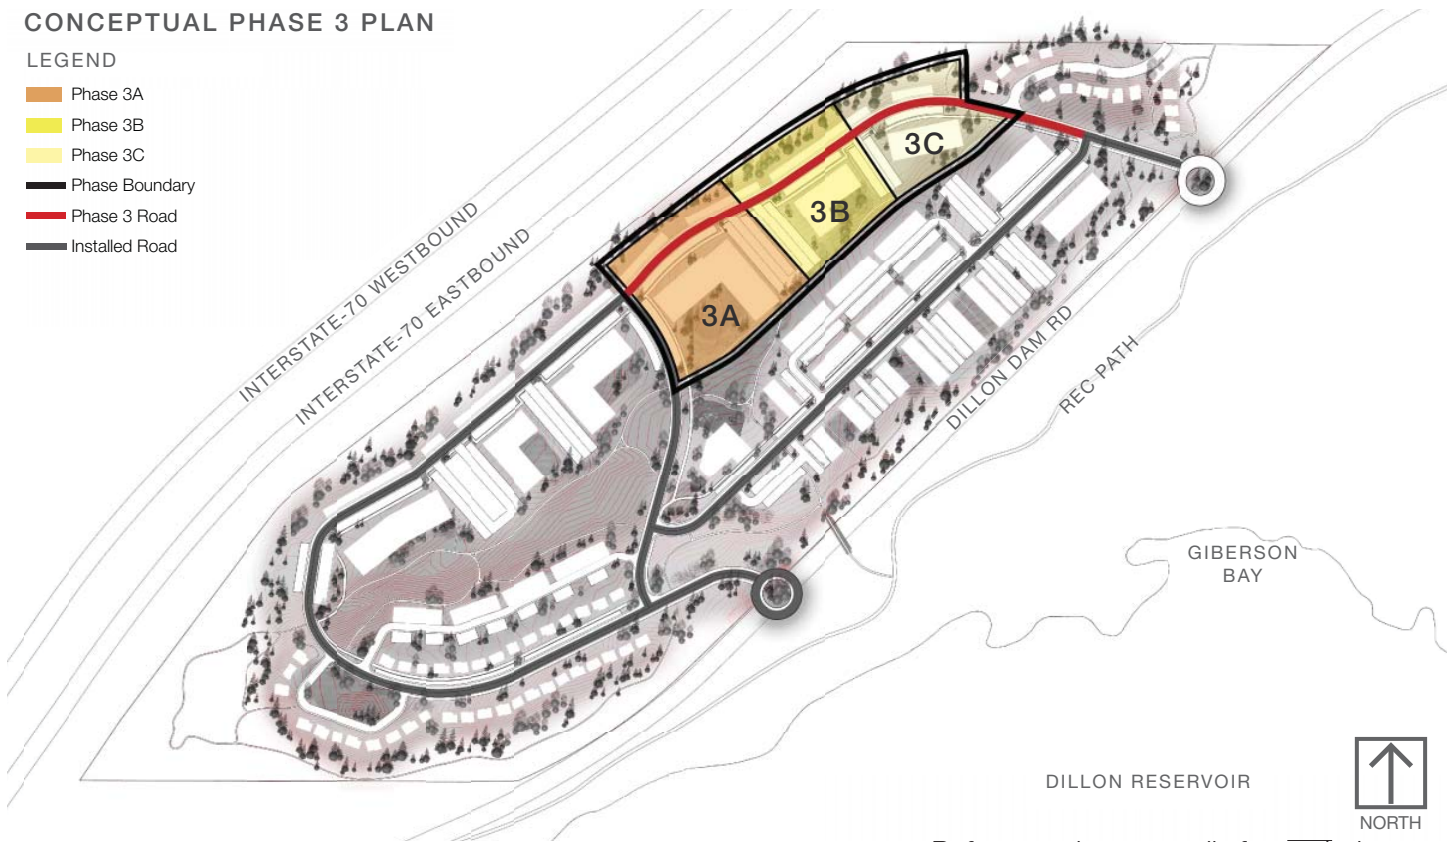 CONCEPTUAL PHASE 3 PLAN
LEGEND
Phase 3A
Phase 3B
Phase 3C
Phase Boundary
Phase 3 Road
Installed Road
INTERSTATE-70 WESTBOUND
INTERSTATE-70 EASTBOUND
3C
3B
3A
DILLON DAM RD
REC PATH
GIBERSON
BAY
DILLON RESERVOIR
NORTH